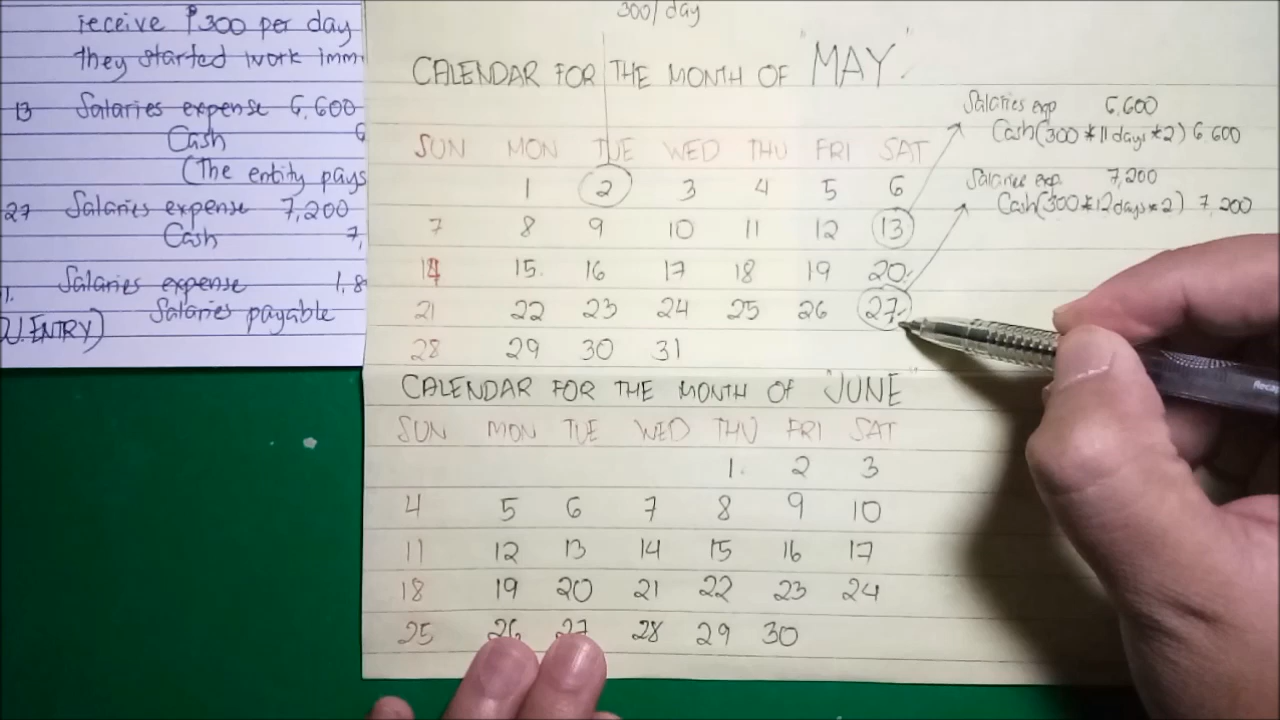 receive ₱300 per day
they started work imm
13 Salaries expense 6,600
Cash 6
(The entity pays
27 Salaries expense 7,200
Cash 7,
1. Salaries expense 1,8
J. ENTRY) Salaries payable
300/day
CALENDAR FOR THE MONTH OF "MAY"
SUN MON TUE WED THU FRI SAT
1 2 3 4 5 6
7 8 9 10 11 12 13
14 15 16 17 18 19 20
21 22 23 24 25 26 27
28 29 30 31
Salaries exp 6,600
Cash (300 * 11 days * 2) 6 600
Salaries exp. 7,200
Cash (300 * 12 days * 2) 7,200
CALENDAR FOR THE MONTH OF "JUNE"
SUN MON TUE WED THU FRI SAT
1 2 3
4 5 6 7 8 9 10
11 12 13 14 15 16 17
18 19 20 21 22 23 24
25 26 27 28 29 30